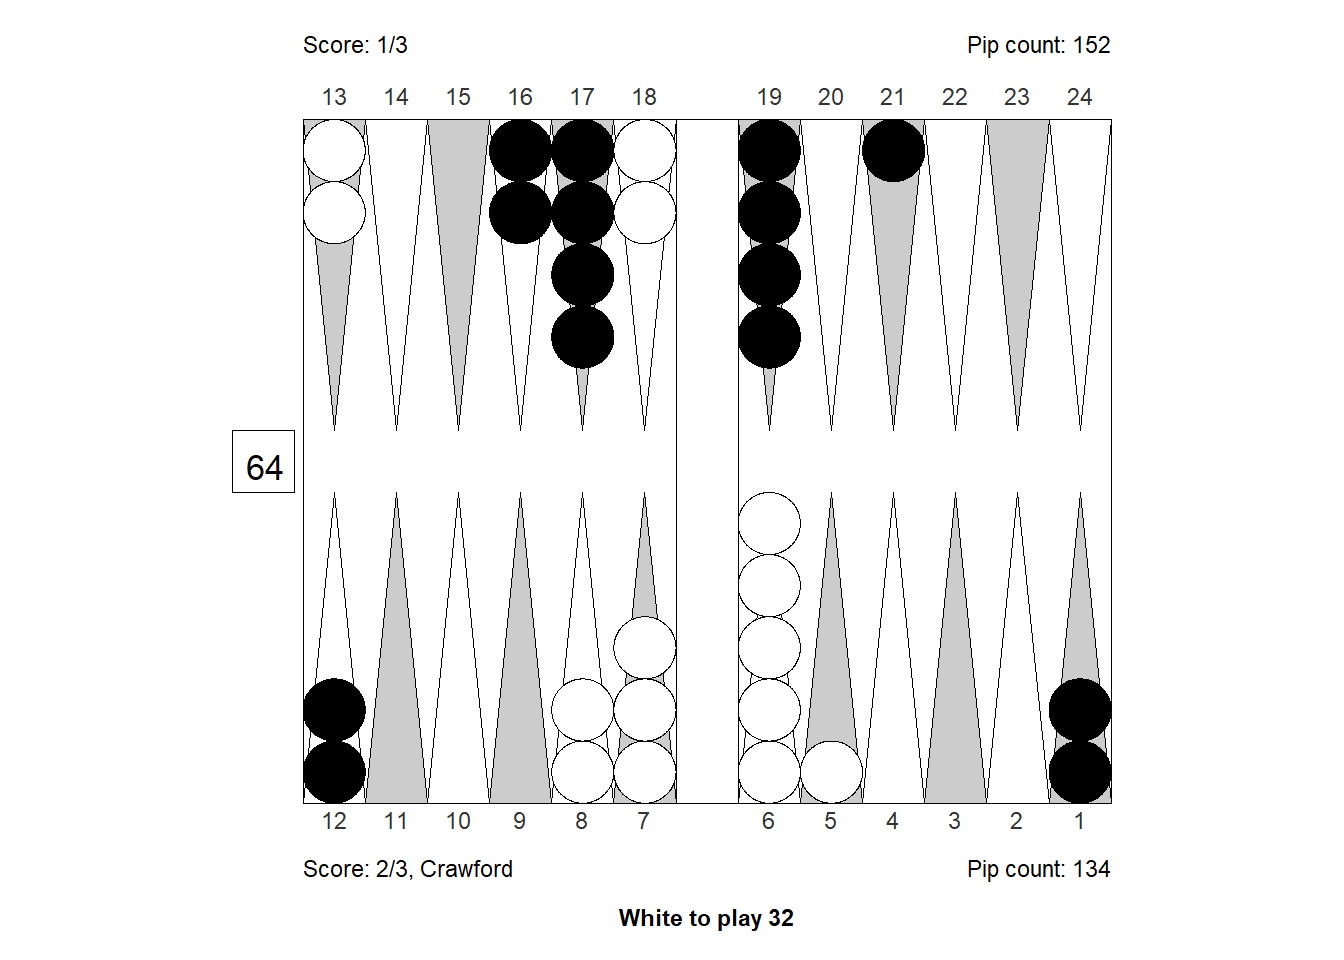 Score: 1/3 Pip count: 152
13 14 15 16 17 18 19 20 21 22 23 24
64
12 11 10 9 8 7 6 5 4 3 2 1
Score: 2/3, Crawford Pip count: 134
White to play 32